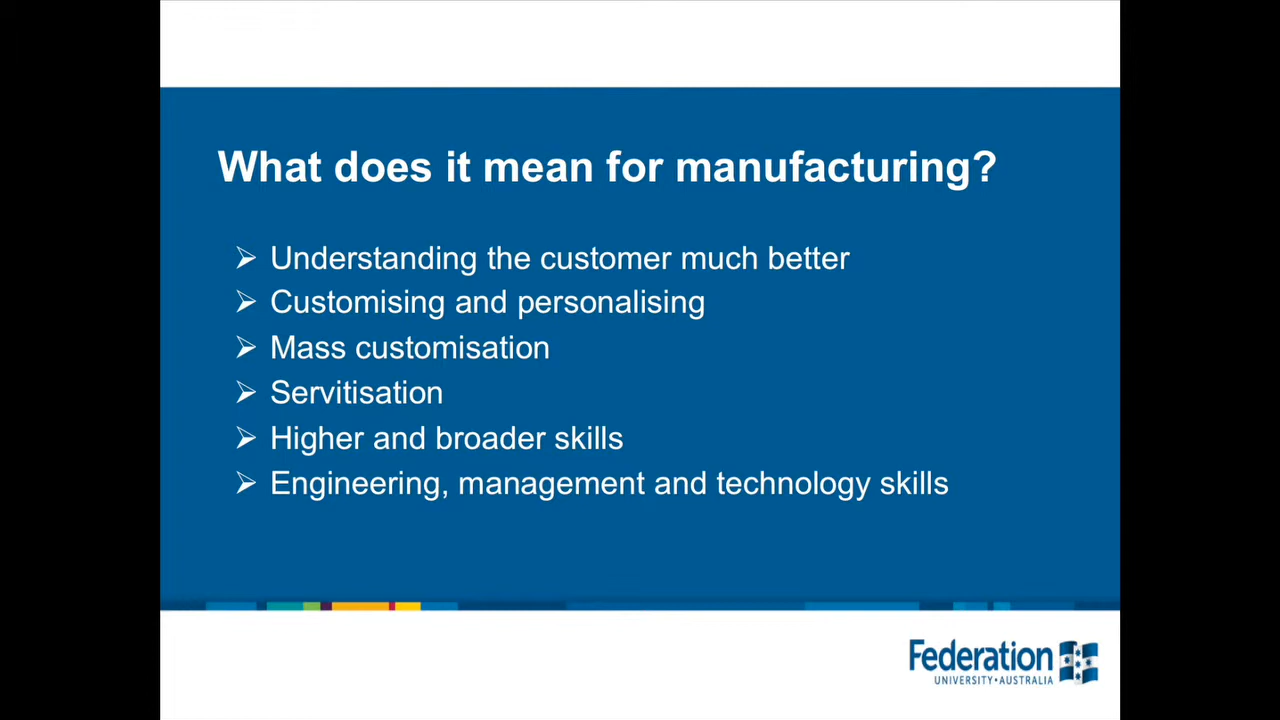 What does it mean for manufacturing?
Understanding the customer much better
Customising and personalising
Mass customisation
Servitisation
Higher and broader skills
Engineering, management and technology skills
Federation
UNIVERSITY • AUSTRALIA